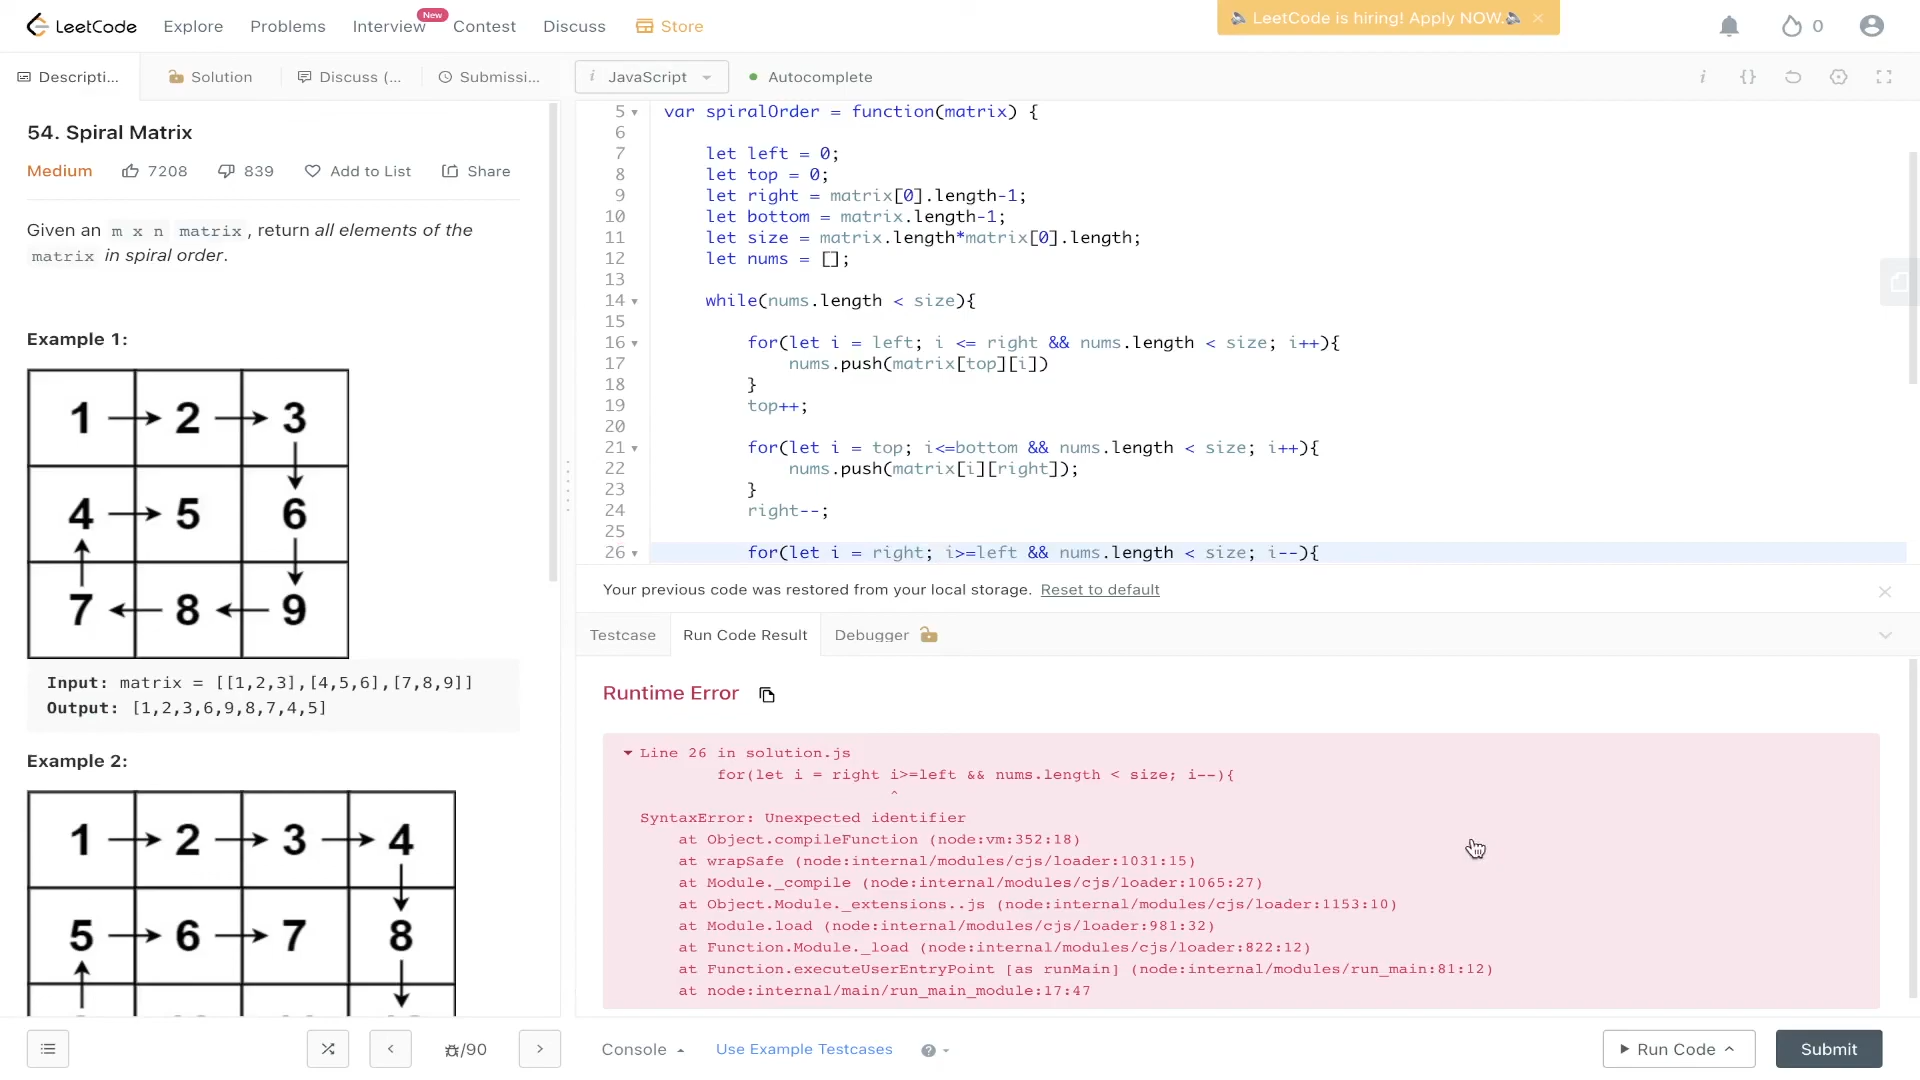 LeetCode Explore Problems Interview New Contest Discuss Store
LeetCode is hiring! Apply NOW. ×
0
Descripti... Solution Discuss (... Submissi...
i JavaScript Autocomplete
i {}
54. Spiral Matrix
Medium 7208 839 Add to List Share
Given an m x n matrix, return all elements of the
matrix in spiral order.
Example 1:
1 2 3
4 5 6
7 8 9
Input: matrix = [[1,2,3],[4,5,6],[7,8,9]]
Output: [1,2,3,6,9,8,7,4,5]
Example 2:
1 2 3 4
5 6 7 8
5 var spiralOrder = function(matrix) {
6
7 let left = 0;
8 let top = 0;
9 let right = matrix[0].length-1;
10 let bottom = matrix.length-1;
11 let size = matrix.length*matrix[0].length;
12 let nums = [];
13
14 while(nums.length < size){
15
16 for(let i = left; i <= right && nums.length < size; i++){
17 nums.push(matrix[top][i])
18 }
19 top++;
20
21 for(let i = top; i<=bottom && nums.length < size; i++){
22 nums.push(matrix[i][right]);
23 }
24 right--;
25
26 for(let i = right; i>=left && nums.length < size; i--){
Your previous code was restored from your local storage. Reset to default
Testcase Run Code Result Debugger
Runtime Error
Line 26 in solution.js
for(let i = right i>=left && nums.length < size; i--){
^
SyntaxError: Unexpected identifier
at Object.compileFunction (node:vm:352:18)
at wrapSafe (node:internal/modules/cjs/loader:1031:15)
at Module._compile (node:internal/modules/cjs/loader:1065:27)
at Object.Module._extensions..js (node:internal/modules/cjs/loader:1153:10)
at Module.load (node:internal/modules/cjs/loader:981:32)
at Function.Module._load (node:internal/modules/cjs/loader:822:12)
at Function.executeUserEntryPoint [as runMain] (node:internal/modules/run_main:81:12)
at node:internal/main/run_main_module:17:47
/90
Console Use Example Testcases ?
Run Code Submit